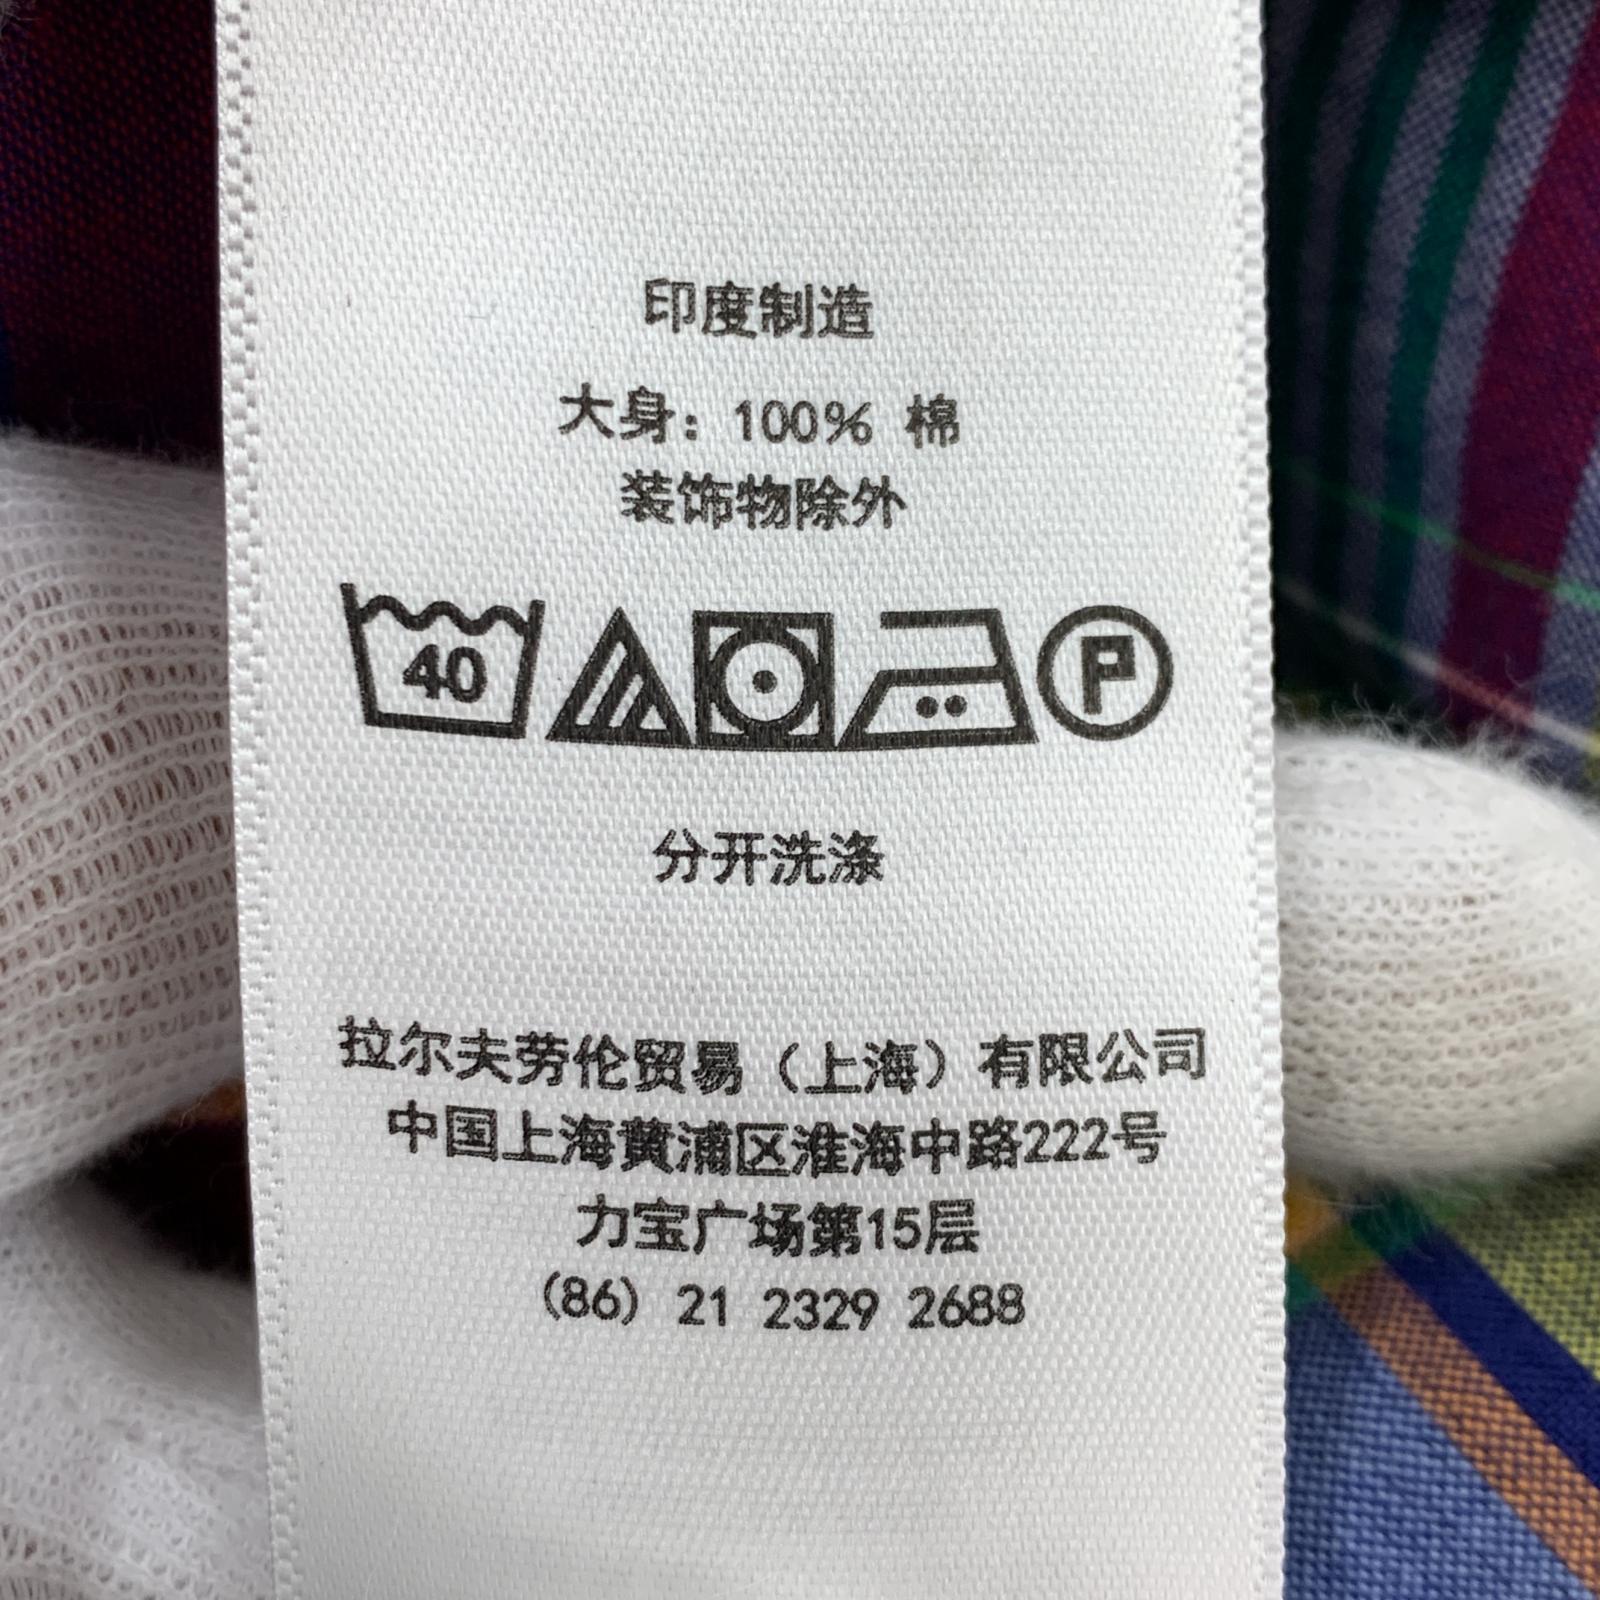 印度制造
大身：100% 棉
装饰物除外
40 P
分开洗涤
拉尔夫劳伦贸易（上海）有限公司
中国上海黄浦区淮海中路222号
力宝广场第15层
(86) 21 2329 2688